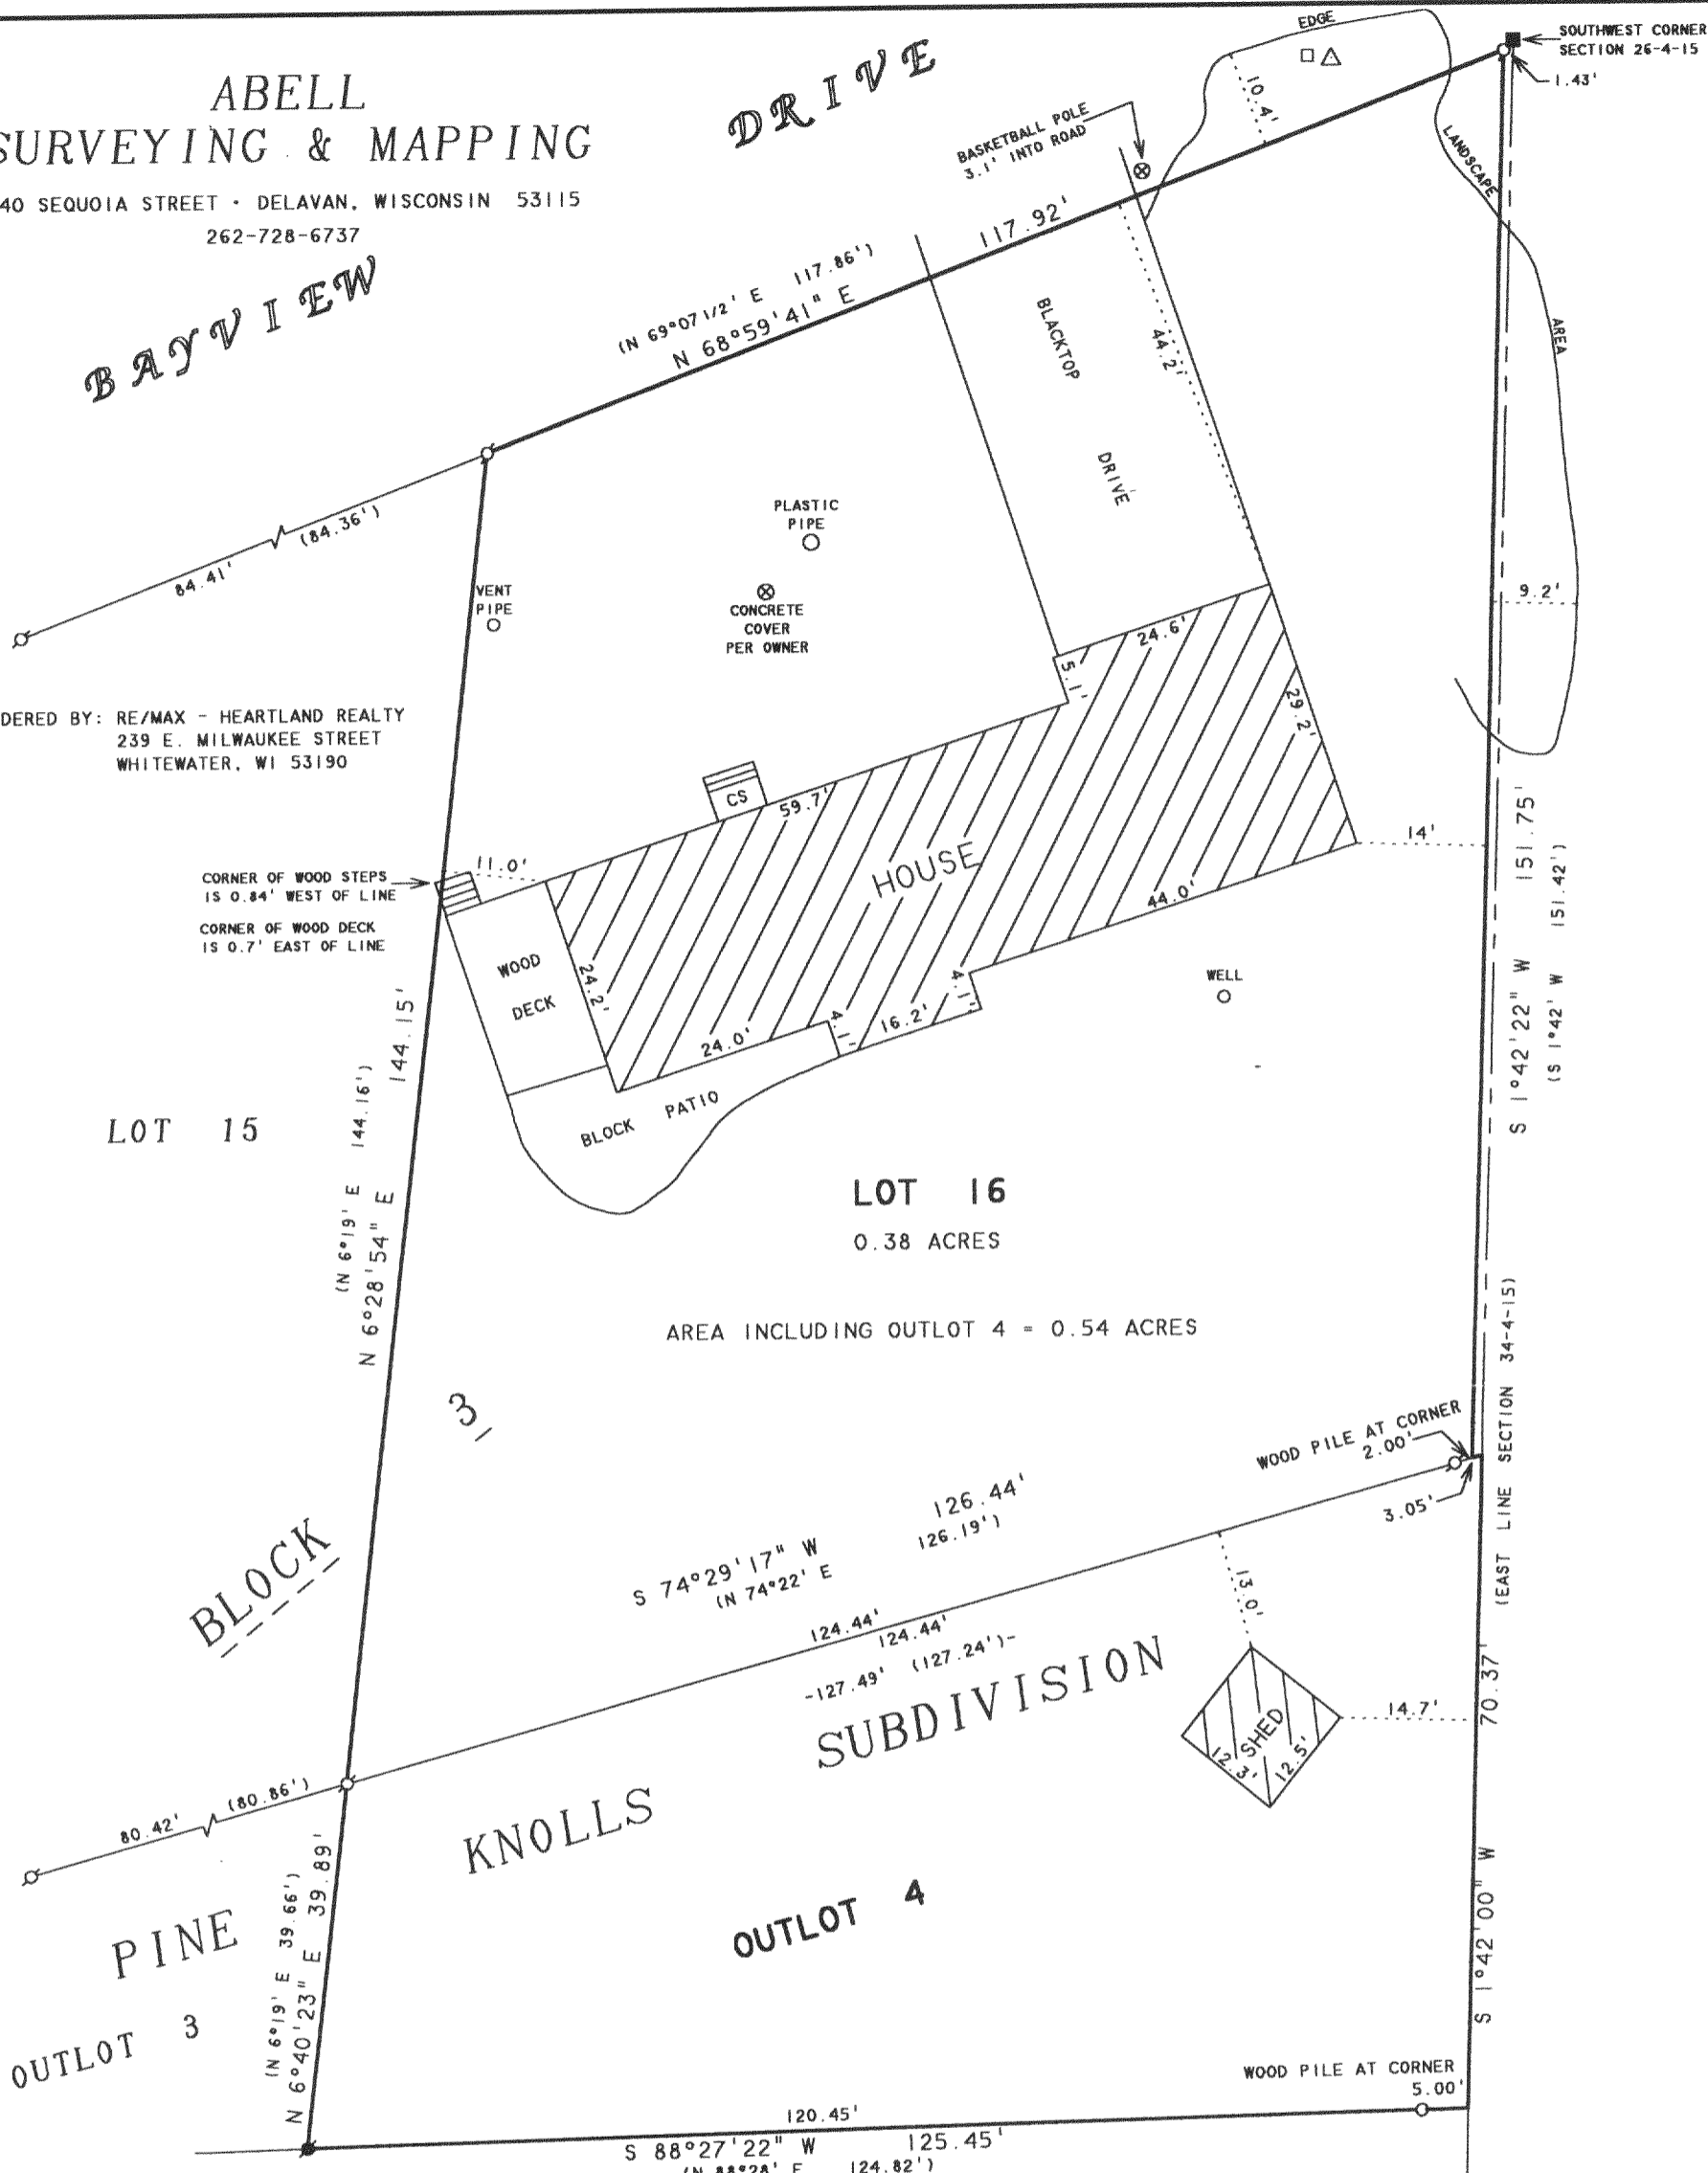 ABELL
SURVEYING & MAPPING
40 SEQUOIA STREET · DELAVAN, WISCONSIN 53115
262-728-6737
BAYVIEW DRIVE
EDGE
SOUTHWEST CORNER
SECTION 26-4-15
1.43'
10.4'
LANDSCAPE
AREA
BASKETBALL POLE
3.1' INTO ROAD
117.92'
(N 69°07 1/2' E 117.86')
N 68°59'41" E
BLACKTOP
DRIVE
44.2'
(84.36')
84.41'
PLASTIC
PIPE
VENT
PIPE
CONCRETE
COVER
PER OWNER
9.2'
24.6'
5.1'
29.2'
DERED BY: RE/MAX - HEARTLAND REALTY
239 E. MILWAUKEE STREET
WHITEWATER, WI 53190
CS
59.7'
HOUSE
44.0'
14'
11.0'
CORNER OF WOOD STEPS
IS 0.84' WEST OF LINE
CORNER OF WOOD DECK
IS 0.7' EAST OF LINE
WOOD
DECK
24.2'
24.0'
4.1'
16.2'
4.1'
WELL
BLOCK PATIO
S 1°42'22" W 151.75'
(S 1°42' W 151.42')
N 6°28'54" E 144.15'
(N 6°19' E 144.16')
LOT 15
LOT 16
0.38 ACRES
AREA INCLUDING OUTLOT 4 = 0.54 ACRES
(EAST LINE SECTION 34-4-15)
3
BLOCK
WOOD PILE AT CORNER
2.00'
3.05'
126.44'
S 74°29'17" W
126.19')
(N 74°22' E
124.44'
124.44'
-127.49' (127.24')-
13.0'
SHED
12.3'
12.5'
14.7'
70.37'
S 1°42'00" W
80.42'
(80.86')
PINE KNOLLS SUBDIVISION
N 6°40'23" E 39.89'
(N 6°19' E 39.66')
OUTLOT 3
OUTLOT 4
WOOD PILE AT CORNER
5.00'
120.45'
S 88°27'22" W 125.45'
(N 88°28' E 124.82')